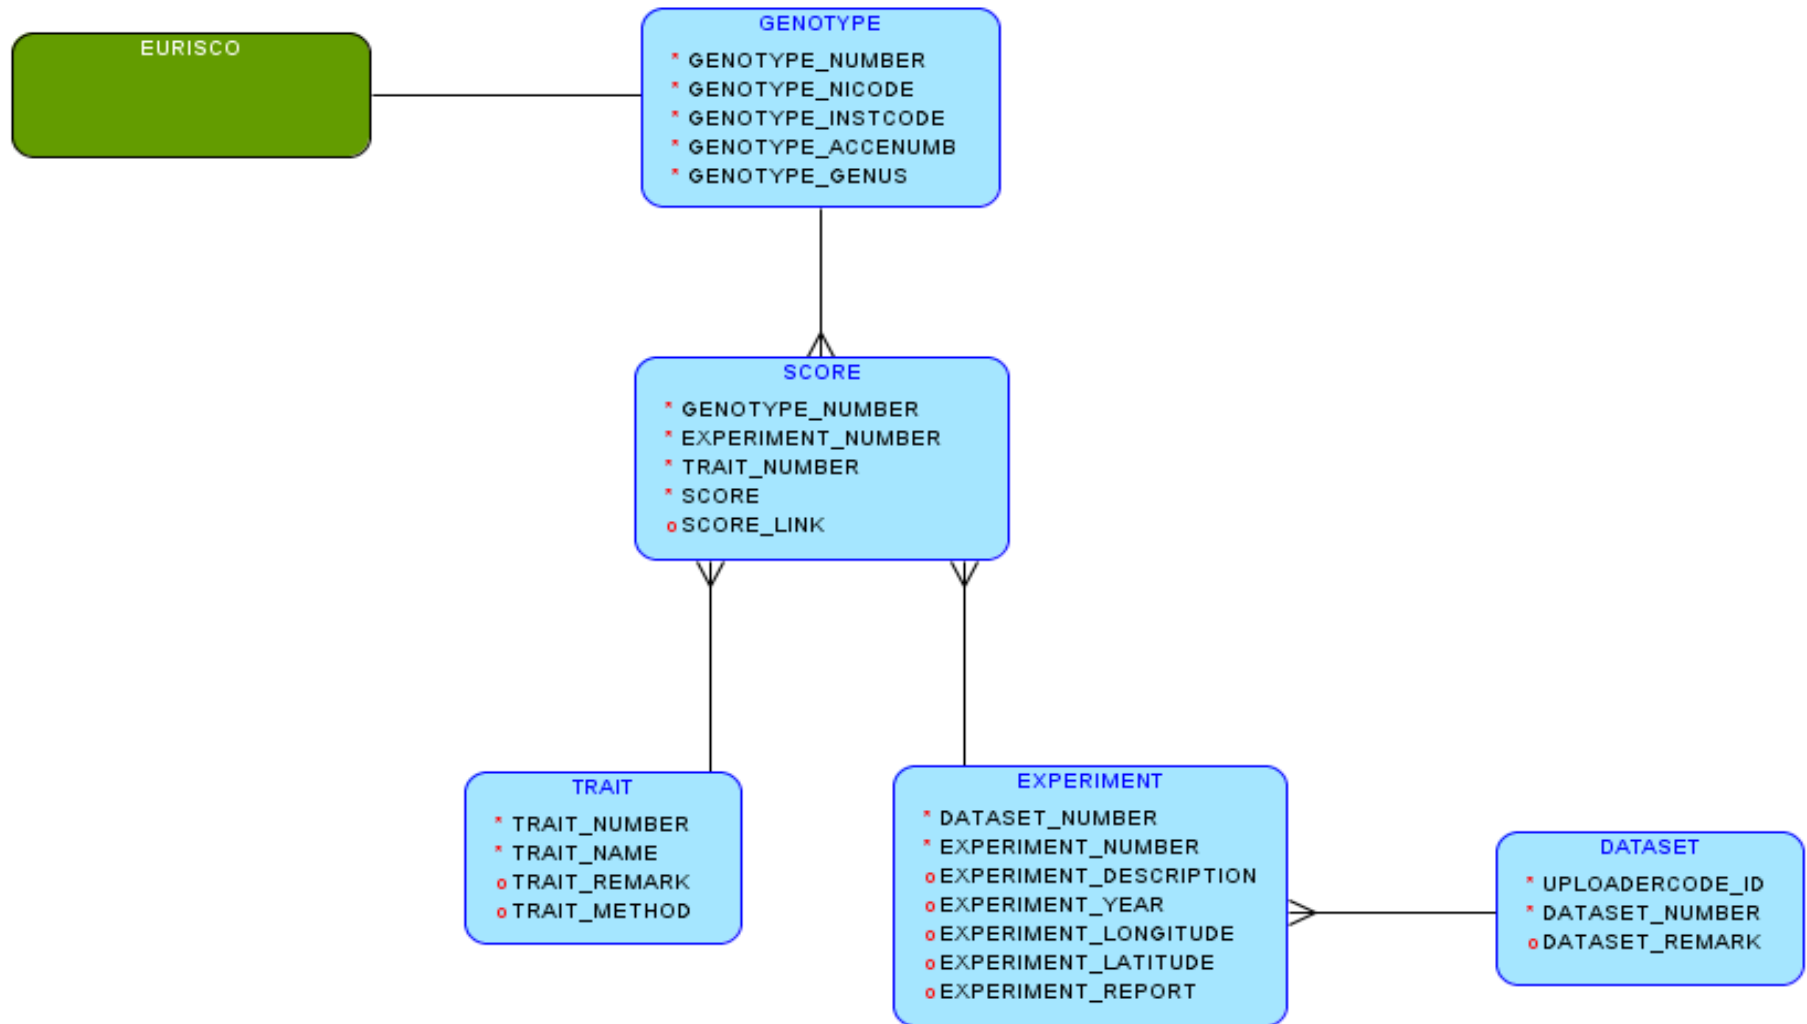 EURISCO
GENOTYPE
* GENOTYPE_NUMBER
* GENOTYPE_NICODE
* GENOTYPE_INSTCODE
* GENOTYPE_ACCENUMB
* GENOTYPE_GENUS
SCORE
* GENOTYPE_NUMBER
* EXPERIMENT_NUMBER
* TRAIT_NUMBER
* SCORE
o SCORE_LINK
TRAIT
* TRAIT_NUMBER
* TRAIT_NAME
o TRAIT_REMARK
o TRAIT_METHOD
EXPERIMENT
* DATASET_NUMBER
* EXPERIMENT_NUMBER
o EXPERIMENT_DESCRIPTION
o EXPERIMENT_YEAR
o EXPERIMENT_LONGITUDE
o EXPERIMENT_LATITUDE
o EXPERIMENT_REPORT
DATASET
* UPLOADERCODE_ID
* DATASET_NUMBER
o DATASET_REMARK